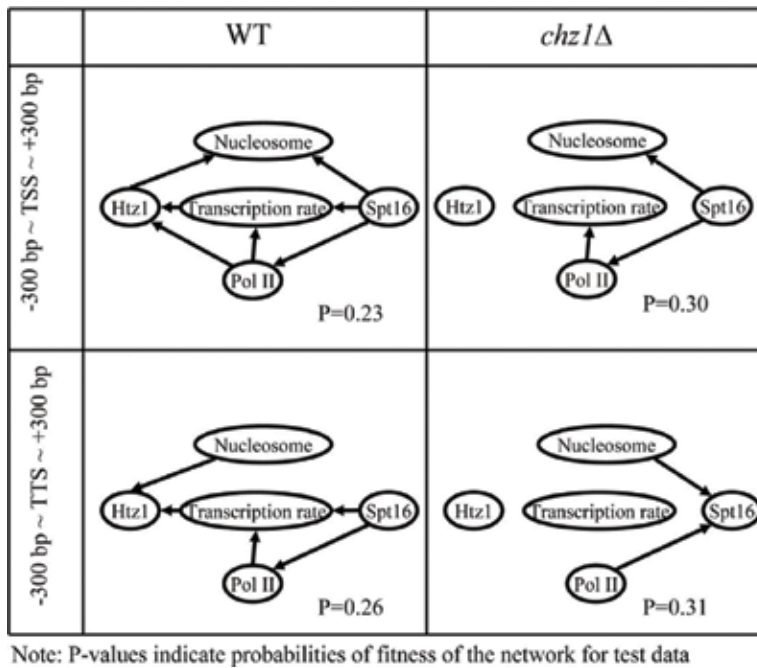 WT
chz1Δ
-300 bp ~ TSS ~ +300 bp
Nucleosome
Htz1
Transcription rate
Spt16
Pol II
P=0.23
Nucleosome
Htz1
Transcription rate
Spt16
Pol II
P=0.30
-300 bp ~ TTS ~ +300 bp
Nucleosome
Htz1
Transcription rate
Spt16
Pol II
P=0.26
Nucleosome
Htz1
Transcription rate
Spt16
Pol II
P=0.31
Note: P-values indicate probabilities of fitness of the network for test data